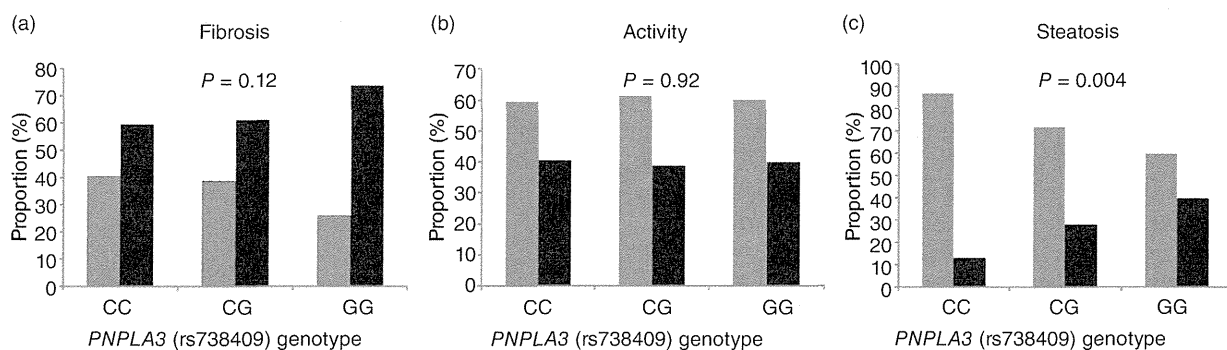 (a) Fibrosis
P = 0.12
Proportion (%)
80
70
60
50
40
30
20
10
0
CC CG GG
PNPLA3 (rs738409) genotype
(b) Activity
P = 0.92
Proportion (%)
70
60
50
40
30
20
10
0
CC CG GG
PNPLA3 (rs738409) genotype
(c) Steatosis
P = 0.004
Proportion (%)
100
90
80
70
60
50
40
30
20
10
0
CC CG GG
PNPLA3 (rs738409) genotype